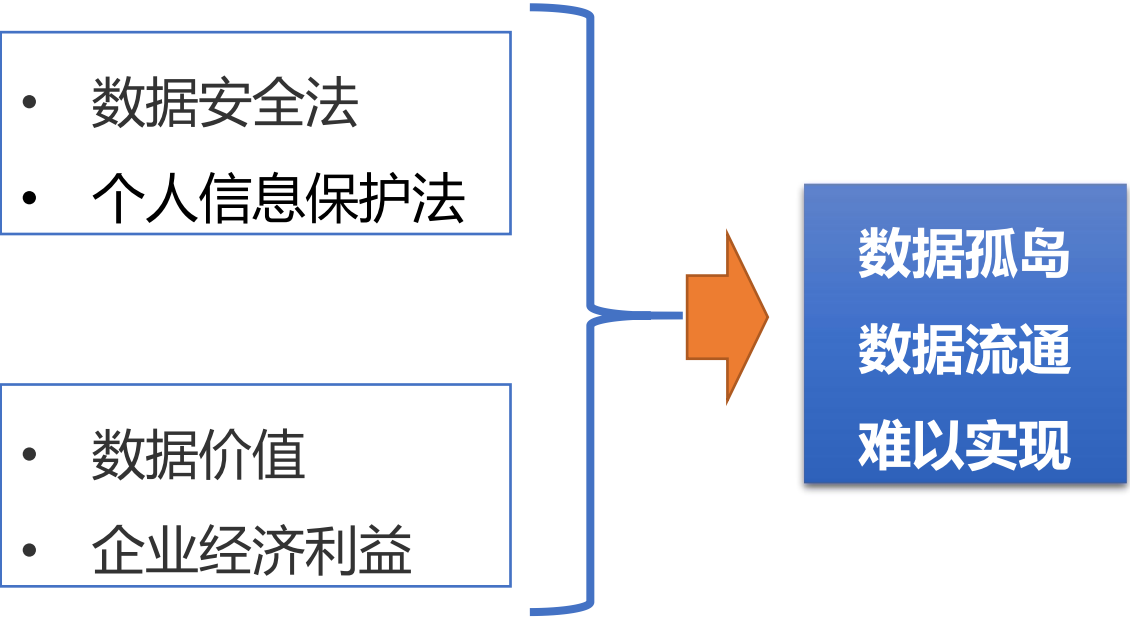 • 数据安全法
• 个人信息保护法
• 数据价值
• 企业经济利益
数据孤岛
数据流通
难以实现